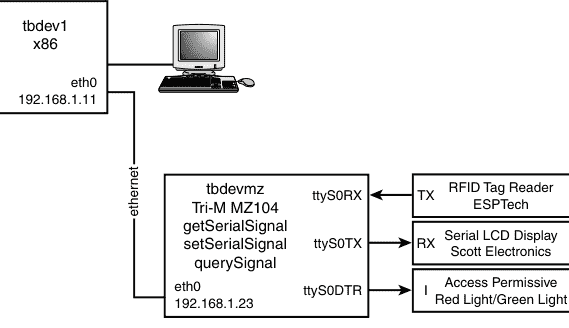 tbdev1
x86
eth0
192.168.1.11
ethernet
tbdevmz
Tri-M MZ104
getSerialSignal
setSerialSignal
querySignal
eth0
192.168.1.23
ttyS0RX
ttyS0TX
ttyS0DTR
TX
RFID Tag Reader
ESPTech
RX
Serial LCD Display
Scott Electronics
I
Access Permissive
Red Light/Green Light